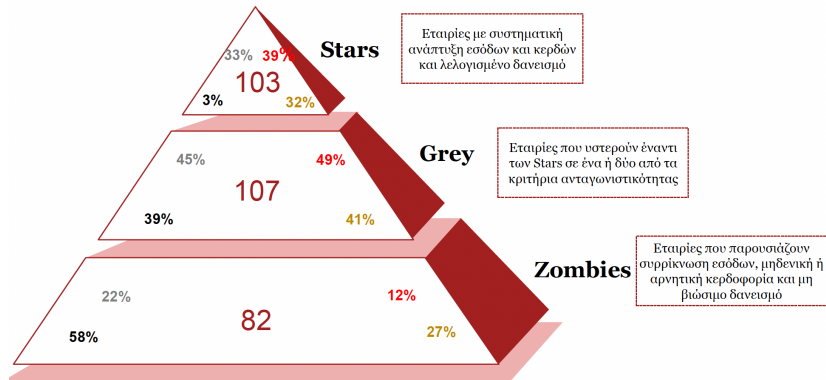 33% 39%
103
3% 32%
Stars
Εταιρίες με συστηματική
ανάπτυξη εσόδων και κερδών
και λελογισμένο δανεισμό
45% 49%
107
39% 41%
Grey
Εταιρίες που υστερούν έναντι
των Stars σε ένα ή δύο από τα
κριτήρια ανταγωνιστικότητας
22% 12%
82
58% 27%
Zombies
Εταιρίες που παρουσιάζουν
συρρίκνωση εσόδων, μηδενική ή
αρνητική κερδοφορία και μη
βιώσιμο δανεισμό